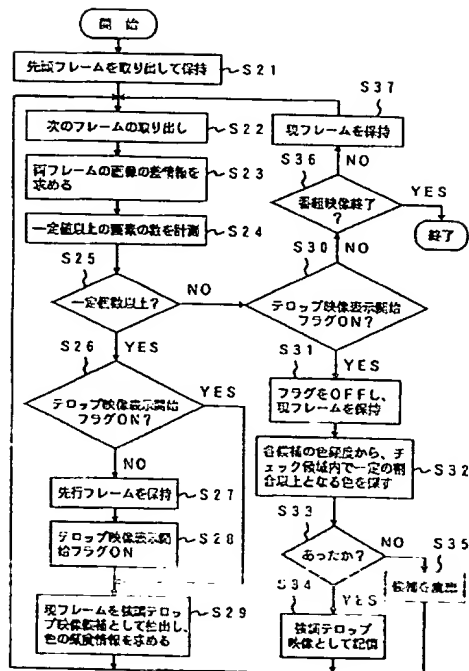 開始
先頭フレームを取り出して保持
S21
次のフレームの取り出し
S22
両フレームの画像の差情報を
求める
S23
一定値以上の要素の数を計測
S24
S25
一定個数以上?
NO
YES
S26
テロップ映像表示開始
フラグON?
YES
NO
先行フレームを保持
S27
テロップ映像表示開
始フラグON
S28
現フレームを強調テロッ
プ映像候補として検出し、
色の頻度情報を求める
S29
S37
現フレームを保持
NO
S36
番組映像終了
?
YES
終了
S30
NO
テロップ映像表示開始
フラグON?
S31
YES
フラグをOFFし、
現フレームを保持
各候補の色頻度から、チェ
ック領域内で一定の割
合以上となる色を探す
S32
S33
あったか?
NO
S35
候補を廃棄
S34
YES
強調テロップ
映像として記憶